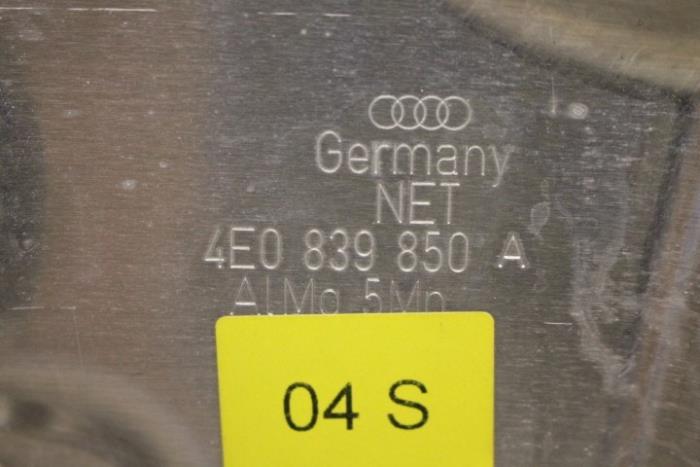 Germany
NET
4E0 839 850 A
AlMg 5Mn
04 S